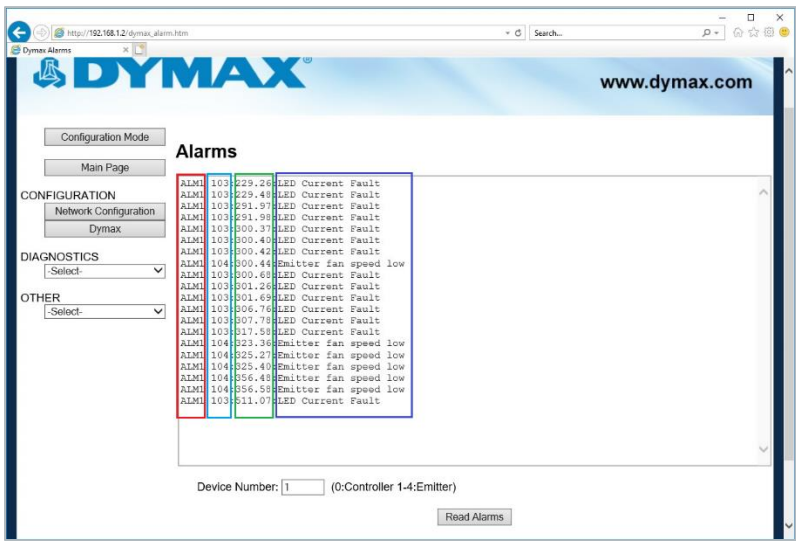 http://192.168.1.2/dymax_alarm.htm
Search...
Dymax Alarms
DYMAX®
www.dymax.com
Configuration Mode
Main Page
CONFIGURATION
Network Configuration
Dymax
DIAGNOSTICS
-Select-
OTHER
-Select-
Alarms
ALM1 103:229.26:LED Current Fault
ALM1 103:229.48:LED Current Fault
ALM1 103:291.97:LED Current Fault
ALM1 103:291.98:LED Current Fault
ALM1 103:300.37:LED Current Fault
ALM1 103:300.40:LED Current Fault
ALM1 103:300.42:LED Current Fault
ALM1 104:300.44:Emitter fan speed low
ALM1 103:300.68:LED Current Fault
ALM1 103:301.26:LED Current Fault
ALM1 103:301.69:LED Current Fault
ALM1 103:306.76:LED Current Fault
ALM1 103:307.78:LED Current Fault
ALM1 103:317.58:LED Current Fault
ALM1 104:323.36:Emitter fan speed low
ALM1 104:325.27:Emitter fan speed low
ALM1 104:325.40:Emitter fan speed low
ALM1 104:356.48:Emitter fan speed low
ALM1 104:356.58:Emitter fan speed low
ALM1 103:511.07:LED Current Fault
Device Number: 1 (0:Controller 1-4:Emitter)
Read Alarms